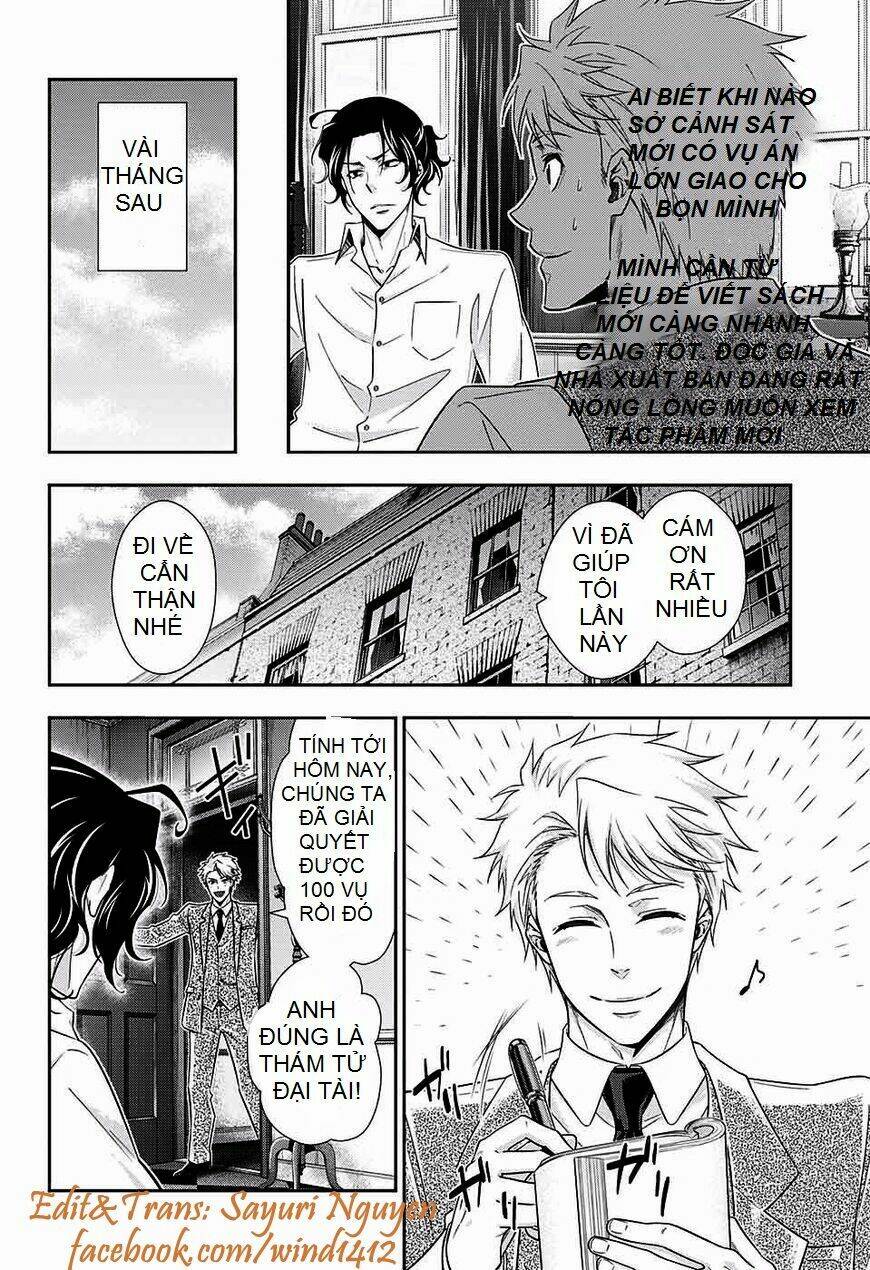 AI BIẾT KHI NÀO
SỞ CẢNH SÁT
MỚI CÓ VỤ ÁN
LỚN GIAO CHO
BỌN MÌNH
MÌNH CẦN TƯ
LIỆU ĐỂ VIẾT SÁCH
MỚI CÀNG NHANH
CÀNG TỐT. ĐỌC GIẢ VÀ
NHÀ XUẤT BẢN ĐANG RẤT
NÓNG LÒNG MUỐN XEM
TÁC PHẨM MỚI
VÀI
THÁNG
SAU
CÁM
ƠN
RẤT
NHIỀU
VÌ ĐÃ
GIÚP
TÔI
LẦN
NÀY
ĐI VỀ
CẨN
THẬN
NHÉ
TÍNH TỚI
HÔM NAY,
CHÚNG TA
ĐÃ GIẢI
QUYẾT
ĐƯỢC
100 VỤ
RỒI ĐÓ
ANH
ĐÚNG LÀ
THÁM TỬ
ĐẠI TÀI!
Edit&Trans: Sayuri Nguyen
facebook.com/wind1412